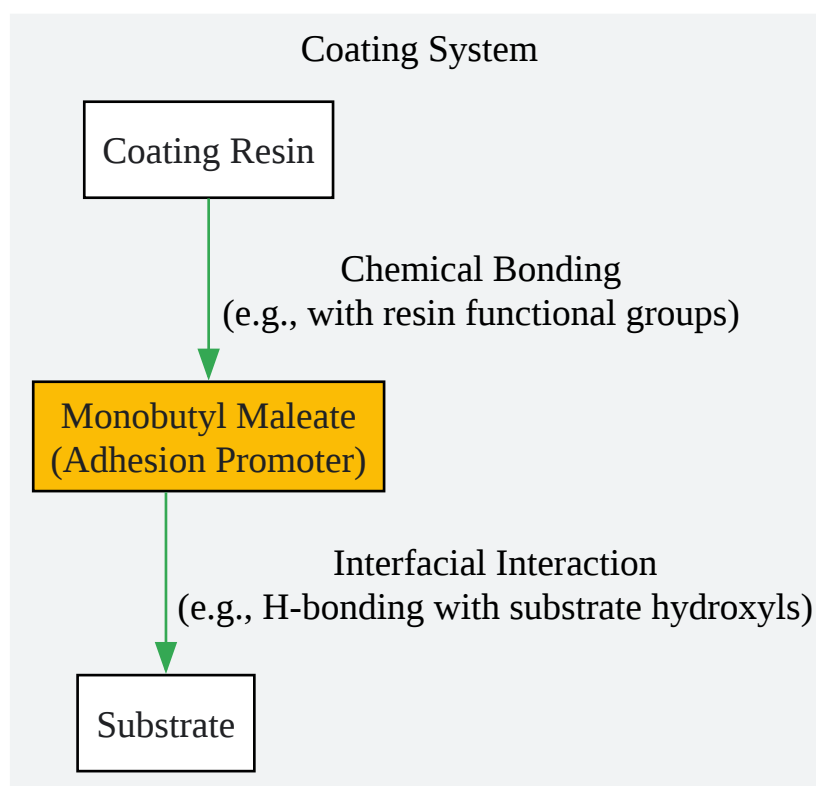 Coating System
Coating Resin
Chemical Bonding
(e.g., with resin functional groups)
Monobutyl Maleate
(Adhesion Promoter)
Interfacial Interaction
(e.g., H-bonding with substrate hydroxyls)
Substrate